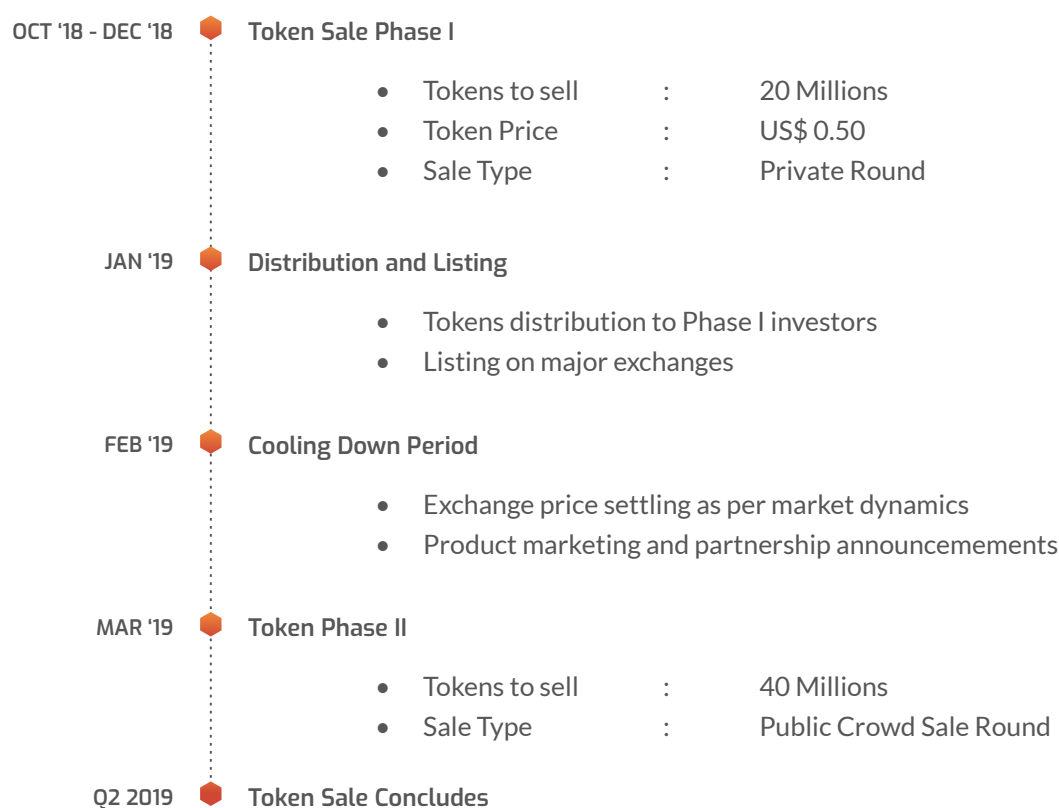 OCT ‘18 - DEC ‘18 Token Sale Phase I
• Tokens to sell : 20 Millions
• Token Price : US$ 0.50
• Sale Type : Private Round
JAN ‘19 Distribution and Listing
• Tokens distribution to Phase I investors
• Listing on major exchanges
FEB ‘19 Cooling Down Period
• Exchange price settling as per market dynamics
• Product marketing and partnership announcemements
MAR ‘19 Token Phase II
• Tokens to sell : 40 Millions
• Sale Type : Public Crowd Sale Round
Q2 2019 Token Sale Concludes